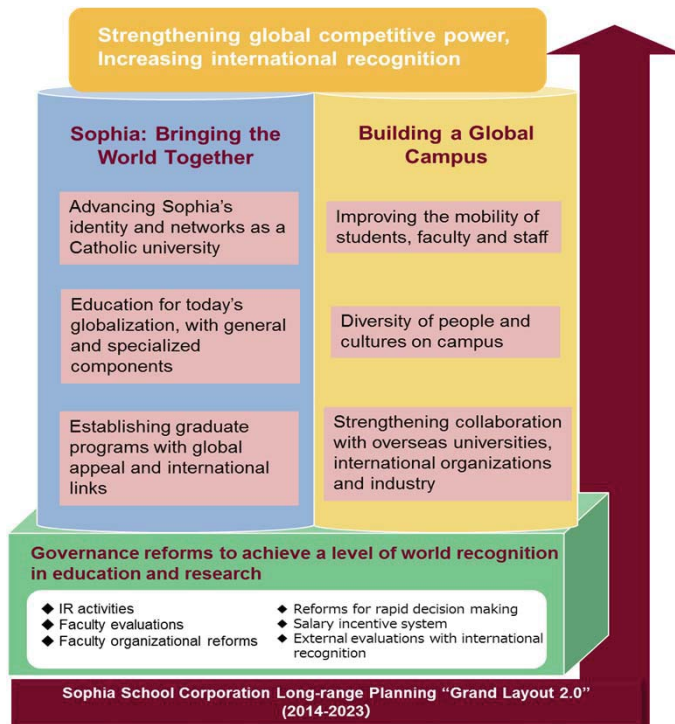 Strengthening global competitive power,
Increasing international recognition
Sophia: Bringing the
World Together
Advancing Sophia's
identity and networks as a
Catholic university
Education for today's
globalization, with general
and specialized
components
Establishing graduate
programs with global
appeal and international
links
Building a Global
Campus
Improving the mobility of
students, faculty and staff
Diversity of people and
cultures on campus
Strengthening collaboration
with overseas universities,
international organizations
and industry
Governance reforms to achieve a level of world recognition
in education and research
◆ IR activities
◆ Faculty evaluations
◆ Faculty organizational reforms
◆ Reforms for rapid decision making
◆ Salary incentive system
◆ External evaluations with international
recognition
Sophia School Corporation Long-range Planning “Grand Layout 2.0”
(2014-2023)